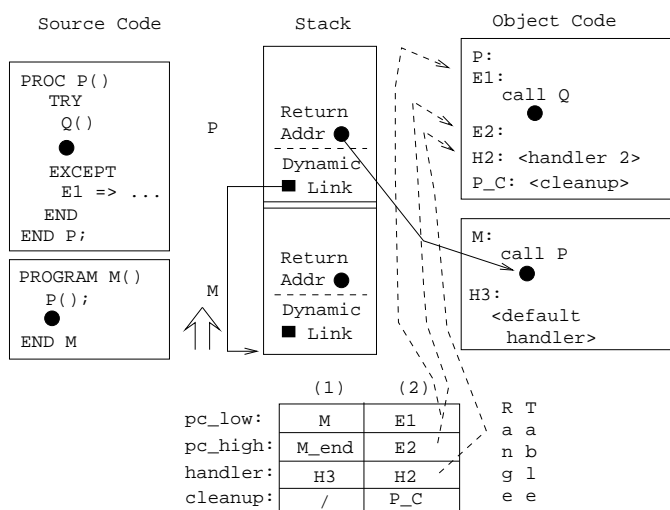 Source Code
Stack
Object Code
PROC P()
TRY
Q()
EXCEPT
E1 => ...
END
END P;
PROGRAM M()
P();
END M
P
M
Return
Addr
Dynamic
Link
Return
Addr
Dynamic
Link
P:
E1:
call Q
E2:
H2: <handler 2>
P_C: <cleanup>
M:
call P
H3:
<default
handler>
(1) (2)
pc_low: M E1
pc_high: M_end E2
handler: H3 H2
cleanup: / P_C
Range
Table